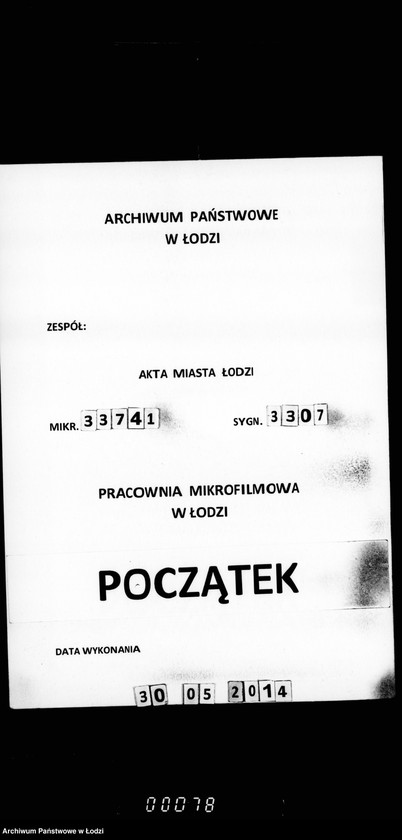 ARCHIWUM PAŃSTWOWE
W ŁODZI
ZESPÓŁ:
AKTA MIASTA ŁODZI
MIKR. 33741 SYGN. 3307
PRACOWNIA MIKROFILMOWA
W ŁODZI
POCZĄTEK
DATA WYKONANIA
30 05 2014
00078
Archiwum Państwowe w Łodzi